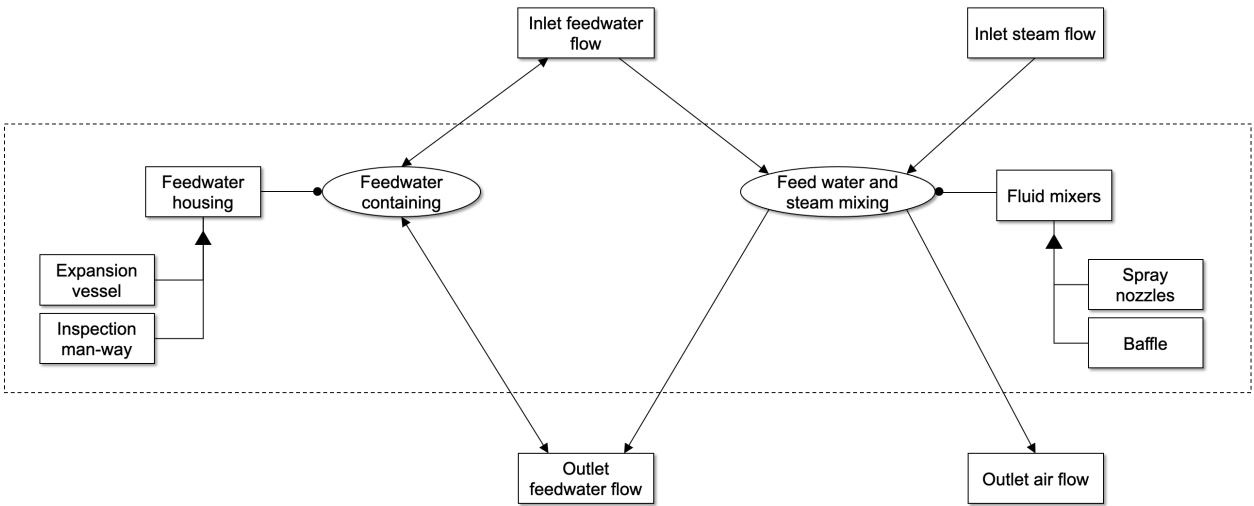 Inlet feedwater
flow
Inlet steam flow
Feedwater
housing
Feedwater
containing
Feed water and
steam mixing
Fluid mixers
Expansion
vessel
Inspection
man-way
Spray
nozzles
Baffle
Outlet
feedwater flow
Outlet air flow